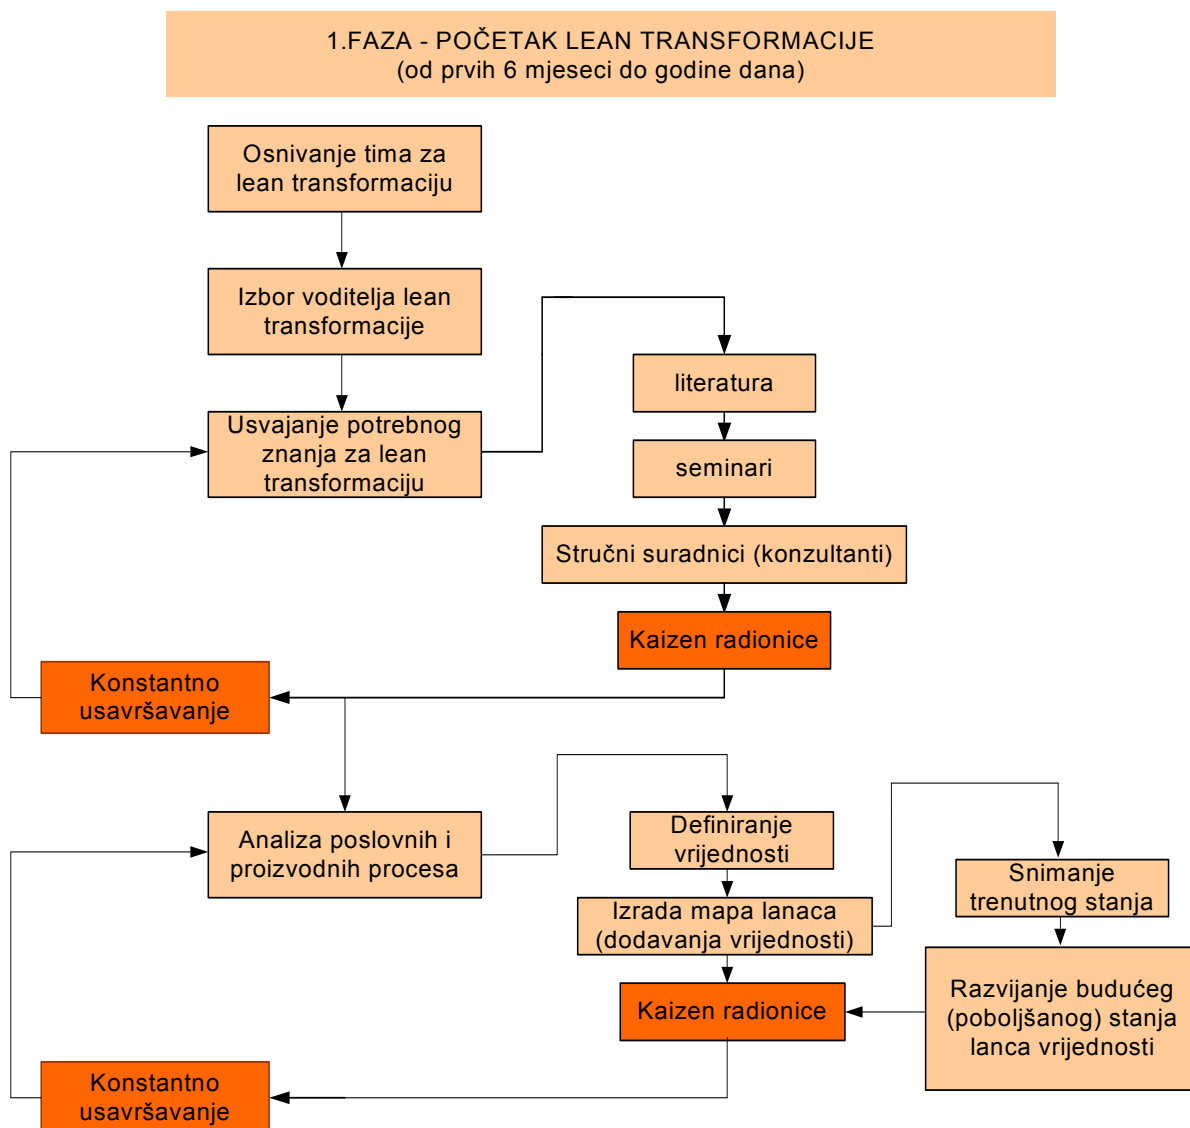 1.FAZA - POČETAK LEAN TRANSFORMACIJE
(od prvih 6 mjeseci do godine dana)
Osnivanje tima za
lean transformaciju
Izbor voditelja lean
transformacije
Usvajanje potrebnog
znanja za lean
transformaciju
literatura
seminari
Stručni suradnici (konzultanti)
Kaizen radionice
Konstantno
usavršavanje
Analiza poslovnih i
proizvodnih procesa
Definiranje
vrijednosti
Izrada mapa lanaca
(dodavanja vrijednosti)
Snimanje
trenutnog stanja
Razvijanje budućeg
(poboljšanog) stanja
lanca vrijednosti
Kaizen radionice
Konstantno
usavršavanje